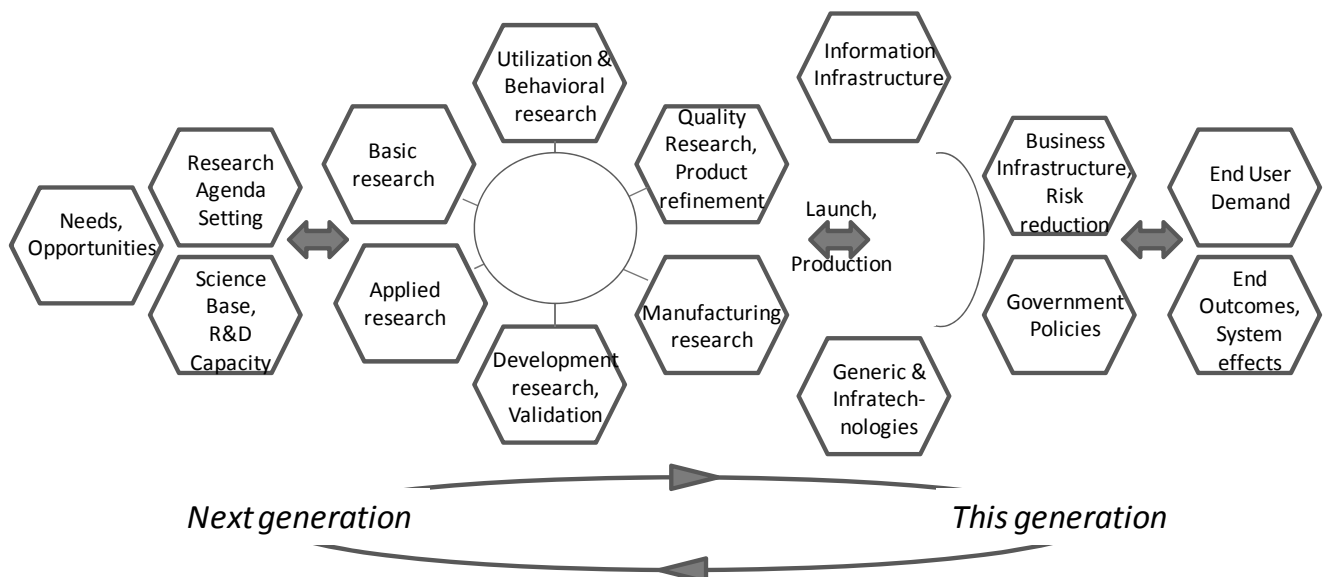 Needs,
Opportunities
Research
Agenda
Setting
Science
Base,
R&D
Capacity
Basic
research
Applied
research
Utilization &
Behavioral
research
Development
research,
Validation
Quality
Research,
Product
refinement
Manufacturing
research
Information
Infrastructure
Launch,
Production
Generic &
Infratech-
nologies
Business
Infrastructure,
Risk
reduction
Government
Policies
End User
Demand
End
Outcomes,
System
effects
Next generation
This generation